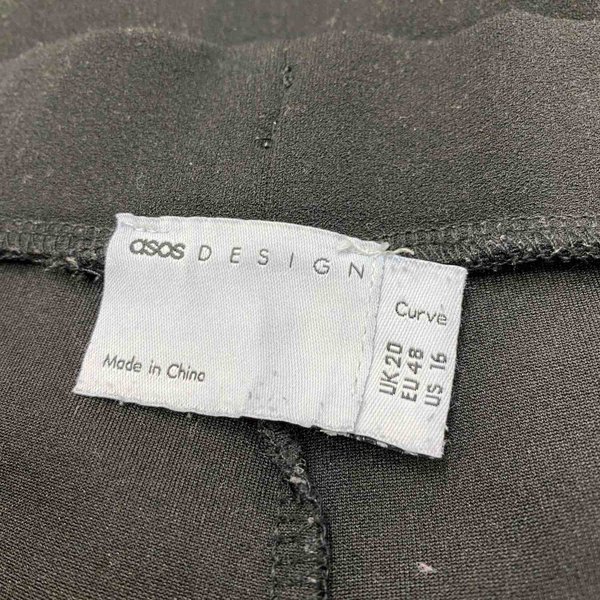 asos DESIGN
Made in China
Curve
UK 20
EU 48
US 16